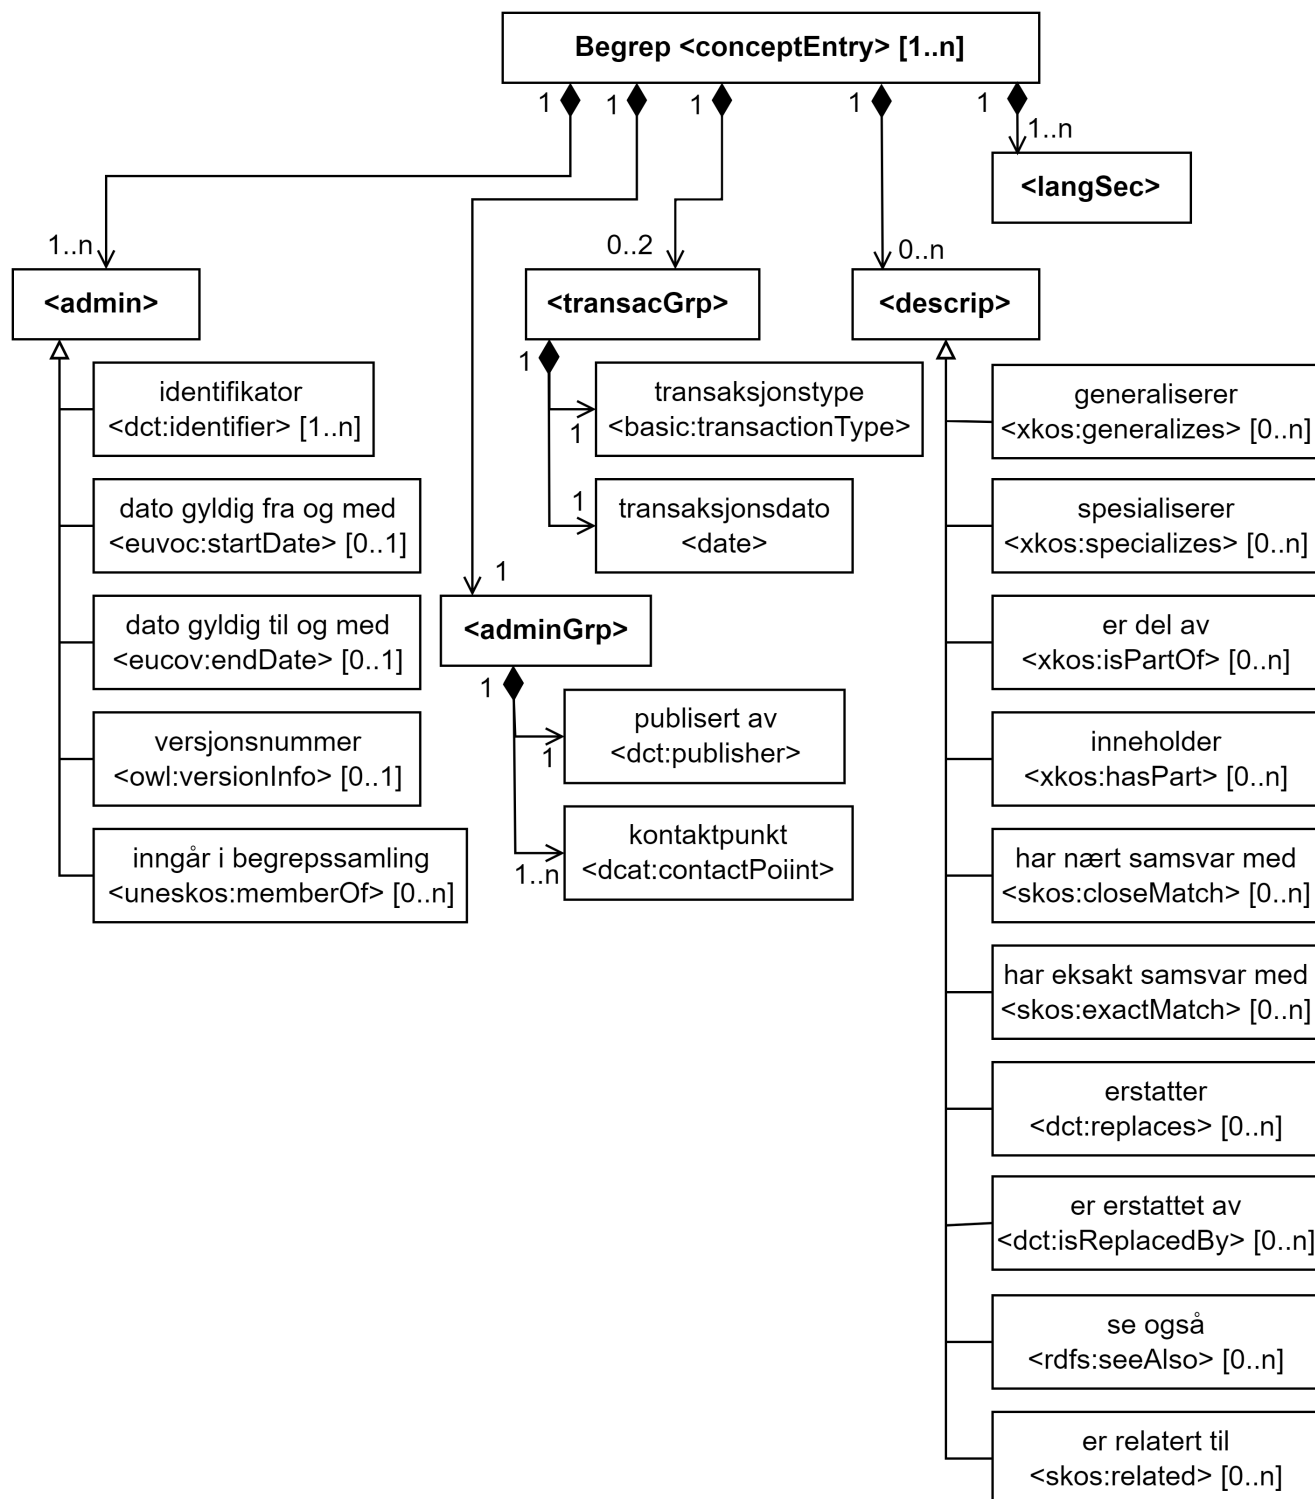 Begrep <conceptEntry> [1..n]
1
1
1
1
1
1..n
<langSec>
1..n
0..2
0..n
<admin>
<transacGrp>
<descrip>
identifikator
<dct:identifier> [1..n]
dato gyldig fra og med
<euvoc:startDate> [0..1]
dato gyldig til og med
<eucov:endDate> [0..1]
versjonsnummer
<owl:versionInfo> [0..1]
inngår i begrepssamling
<uneskos:memberOf> [0..n]
1
transaksjonstype
<basic:transactionType>
1
1
transaksjonsdato
<date>
1
<adminGrp>
1
publisert av
<dct:publisher>
1
kontaktpunkt
<dcat:contactPoiint>
1..n
generaliserer
<xkos:generalizes> [0..n]
spesialiserer
<xkos:specializes> [0..n]
er del av
<xkos:isPartOf> [0..n]
inneholder
<xkos:hasPart> [0..n]
har nært samsvar med
<skos:closeMatch> [0..n]
har eksakt samsvar med
<skos:exactMatch> [0..n]
erstatter
<dct:replaces> [0..n]
er erstattet av
<dct:isReplacedBy> [0..n]
se også
<rdfs:seeAlso> [0..n]
er relatert til
<skos:related> [0..n]